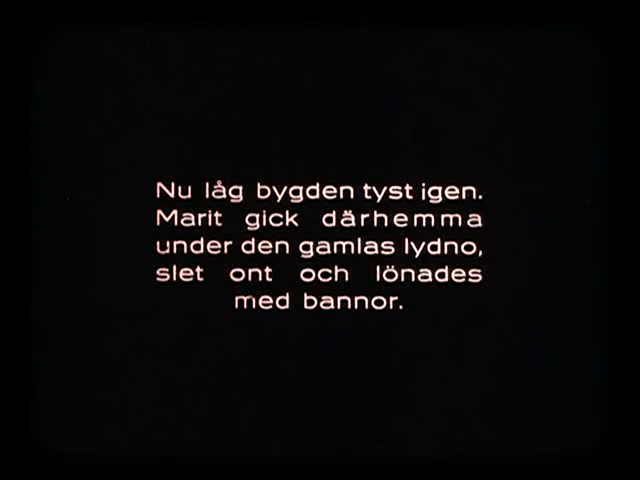 Nu låg bygden tyst igen.
Marit gick därhemma
under den gamlas lydno,
slet ont och lönades
med bannor.